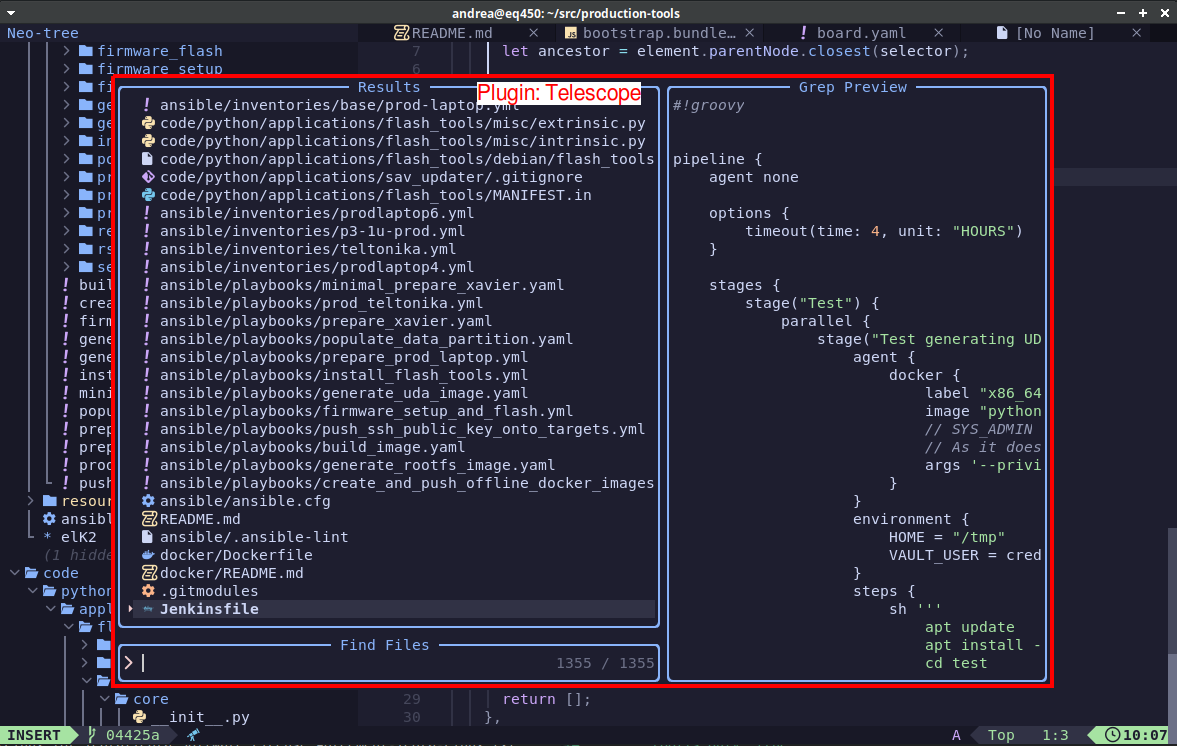 andrea@eq450: ~/src/production-tools
Neo-tree README.md × bootstrap.bundle… × ! board.yaml × [No Name] ×
> firmware_flash 7 let ancestor = element.parentNode.closest(selector);
> firmware_setup 6
Plugin: Telescope
Results
! ansible/inventories/base/prod-laptop.yml
code/python/applications/flash_tools/misc/extrinsic.py
code/python/applications/flash_tools/misc/intrinsic.py
code/python/applications/flash_tools/debian/flash_tools
code/python/applications/sav_updater/.gitignore
code/python/applications/flash_tools/MANIFEST.in
! ansible/inventories/prodlaptop6.yml
! ansible/inventories/p3-1u-prod.yml
! ansible/inventories/teltonika.yml
! ansible/inventories/prodlaptop4.yml
! ansible/playbooks/minimal_prepare_xavier.yaml
! ansible/playbooks/prod_teltonika.yml
! ansible/playbooks/prepare_xavier.yaml
! ansible/playbooks/populate_data_partition.yaml
! ansible/playbooks/prepare_prod_laptop.yml
! ansible/playbooks/install_flash_tools.yml
! ansible/playbooks/generate_uda_image.yaml
! ansible/playbooks/firmware_setup_and_flash.yml
! ansible/playbooks/push_ssh_public_key_onto_targets.yml
! ansible/playbooks/build_image.yaml
! ansible/playbooks/generate_rootfs_image.yaml
! ansible/playbooks/create_and_push_offline_docker_images
ansible/ansible.cfg
README.md
ansible/.ansible-lint
docker/Dockerfile
docker/README.md
.gitmodules
Jenkinsfile
Find Files
> 1355 / 1355
Grep Preview
#!groovy
pipeline {
agent none
options {
timeout(time: 4, unit: "HOURS")
}
stages {
stage("Test") {
parallel {
stage("Test generating UD
agent {
docker {
label "x86_64
image "python
// SYS_ADMIN
// As it does
args '--privi
}
}
environment {
HOME = "/tmp"
VAULT_USER = cred
}
steps {
sh '''
apt update
apt install -
cd test
> fi
> ge
> ge
> in
> po
> pr
> pr
> pr
> re
> rs
> se
! buil
! crea
! firm
! gene
! gene
! inst
! mini
! popu
! prep
! prep
! prod
! push
> resour
ansibl
* elK2
(1 hidde
code
python
appl
fl
core 29 return [];
__init__.py 30 },
INSERT 04425a A Top 1:3 10:07